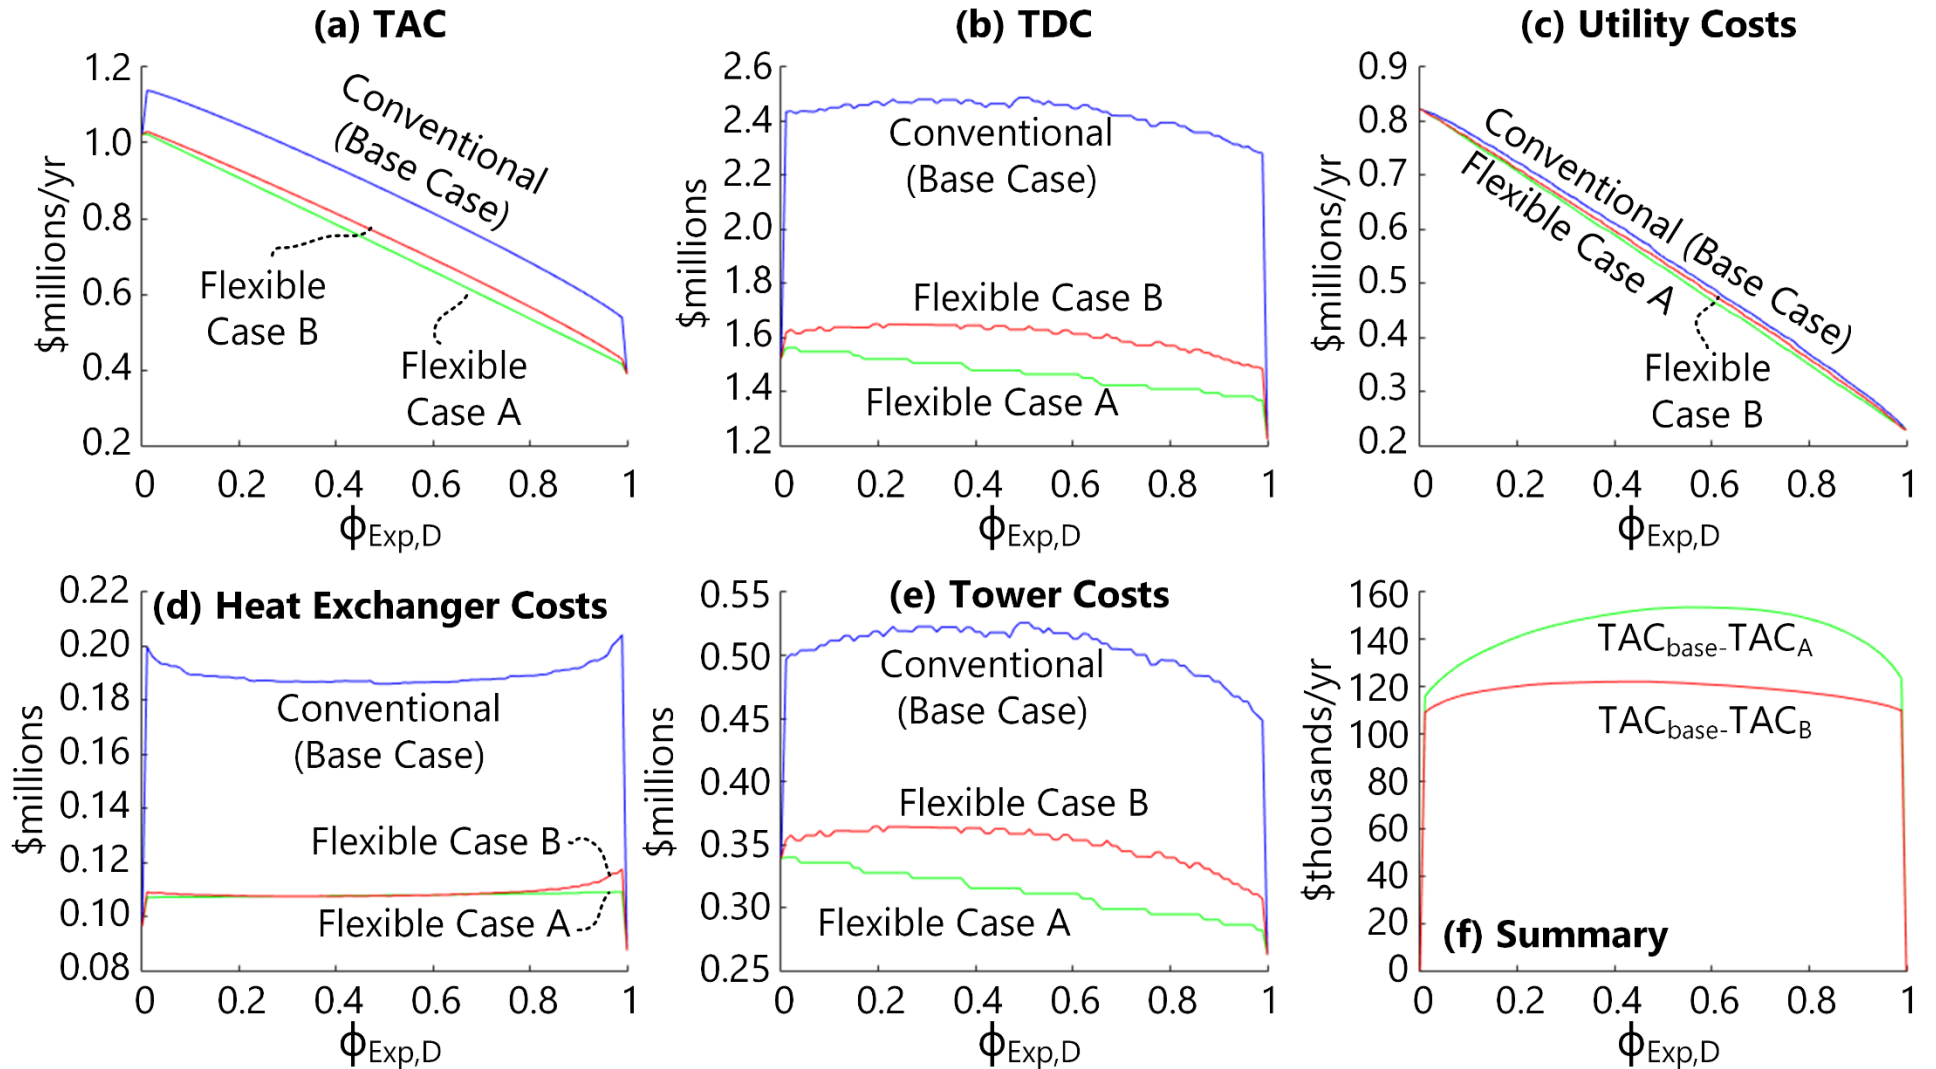 (a) TAC
1.2
1.0
0.8
0.6
0.4
0.2
$millions/yr
Conventional
(Base Case)
Flexible
Case B
Flexible
Case A
0 0.2 0.4 0.6 0.8 1
ϕExp,D
(b) TDC
2.6
2.4
2.2
2.0
1.8
1.6
1.4
1.2
$millions
Conventional
(Base Case)
Flexible Case B
Flexible Case A
0 0.2 0.4 0.6 0.8 1
ϕExp,D
(c) Utility Costs
0.9
0.8
0.7
0.6
0.5
0.4
0.3
0.2
$millions/yr
Conventional (Base Case)
Flexible Case A
Flexible
Case B
0 0.2 0.4 0.6 0.8 1
ϕExp,D
(d) Heat Exchanger Costs
0.22
0.20
0.18
0.16
0.14
0.12
0.10
0.08
$millions
Conventional
(Base Case)
Flexible Case B
Flexible Case A
0 0.2 0.4 0.6 0.8 1
ϕExp,D
(e) Tower Costs
0.55
0.50
0.45
0.40
0.35
0.30
0.25
$millions
Conventional
(Base Case)
Flexible Case B
Flexible Case A
0 0.2 0.4 0.6 0.8 1
ϕExp,D
160
140
120
100
80
60
40
20
0
$thousands/yr
TACbase-TACA
TACbase-TACB
(f) Summary
0 0.2 0.4 0.6 0.8 1
ϕExp,D